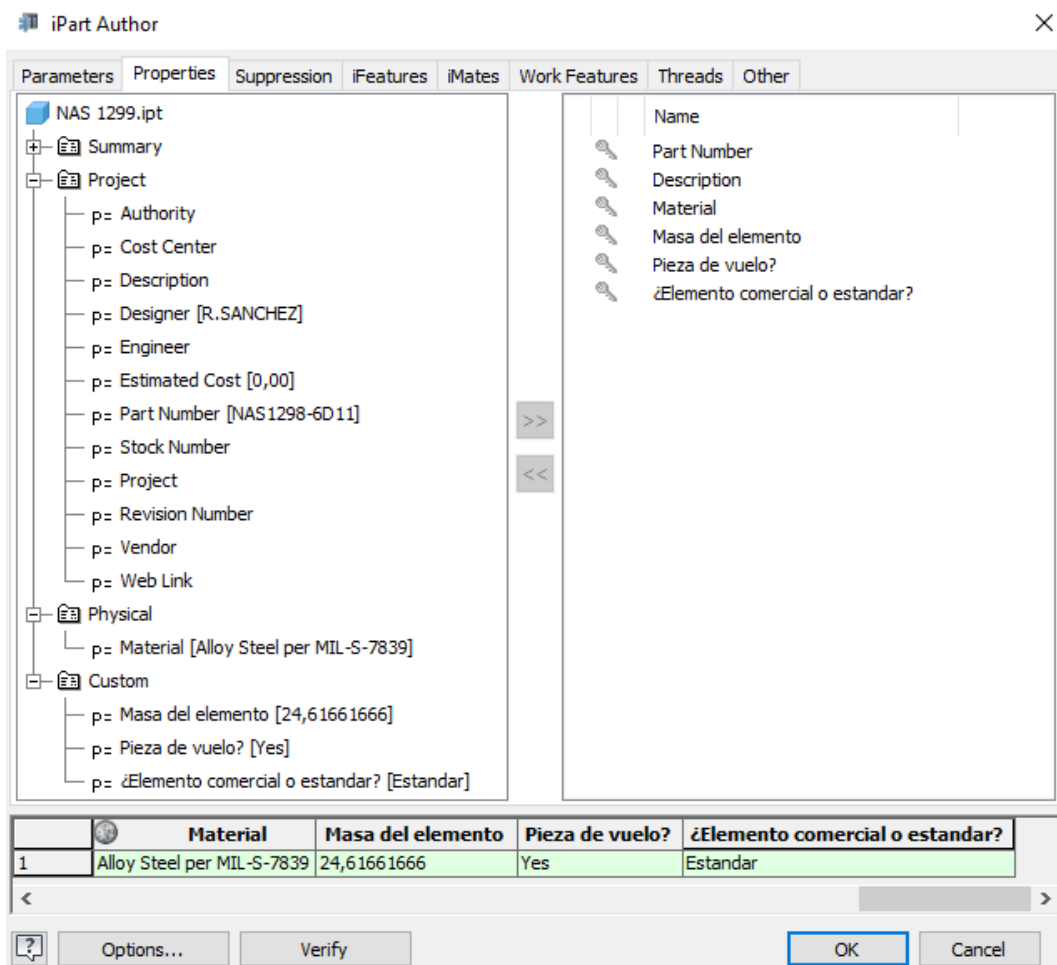 iPart Author
Parameters Properties Suppression iFeatures iMates Work Features Threads Other
NAS 1299.ipt
Summary
Project
p= Authority
p= Cost Center
p= Description
p= Designer [R.SANCHEZ]
p= Engineer
p= Estimated Cost [0,00]
p= Part Number [NAS1298-6D11]
p= Stock Number
p= Project
p= Revision Number
p= Vendor
p= Web Link
Physical
p= Material [Alloy Steel per MIL-S-7839]
Custom
p= Masa del elemento [24,61661666]
p= Pieza de vuelo? [Yes]
p= ¿Elemento comercial o estandar? [Estandar]
>>
<<
Name
Part Number
Description
Material
Masa del elemento
Pieza de vuelo?
¿Elemento comercial o estandar?
Material Masa del elemento Pieza de vuelo? ¿Elemento comercial o estandar?
1 Alloy Steel per MIL-S-7839 24,61661666 Yes Estandar
? Options... Verify OK Cancel